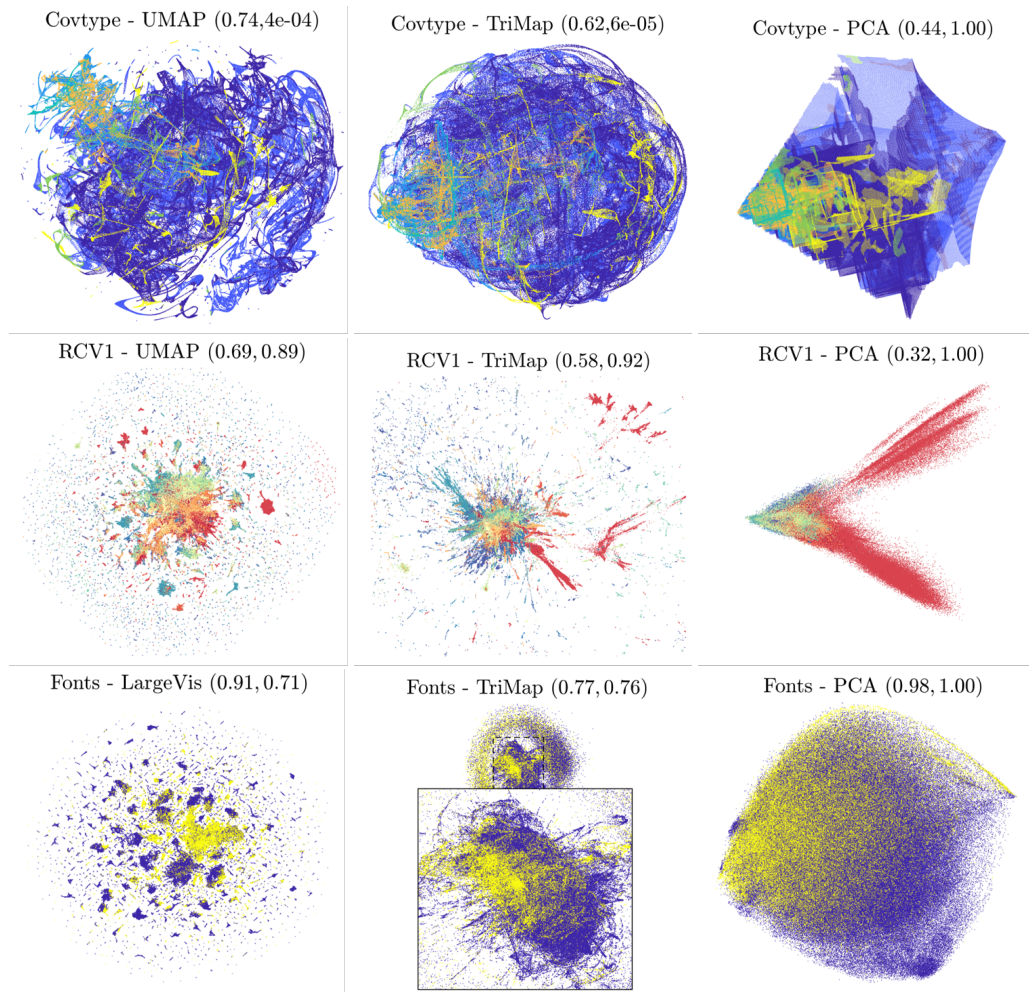 Covtype - UMAP (0.74,4e-04)
Covtype - TriMap (0.62,6e-05)
Covtype - PCA (0.44, 1.00)
RCV1 - UMAP (0.69, 0.89)
RCV1 - TriMap (0.58, 0.92)
RCV1 - PCA (0.32, 1.00)
Fonts - LargeVis (0.91, 0.71)
Fonts - TriMap (0.77, 0.76)
Fonts - PCA (0.98, 1.00)